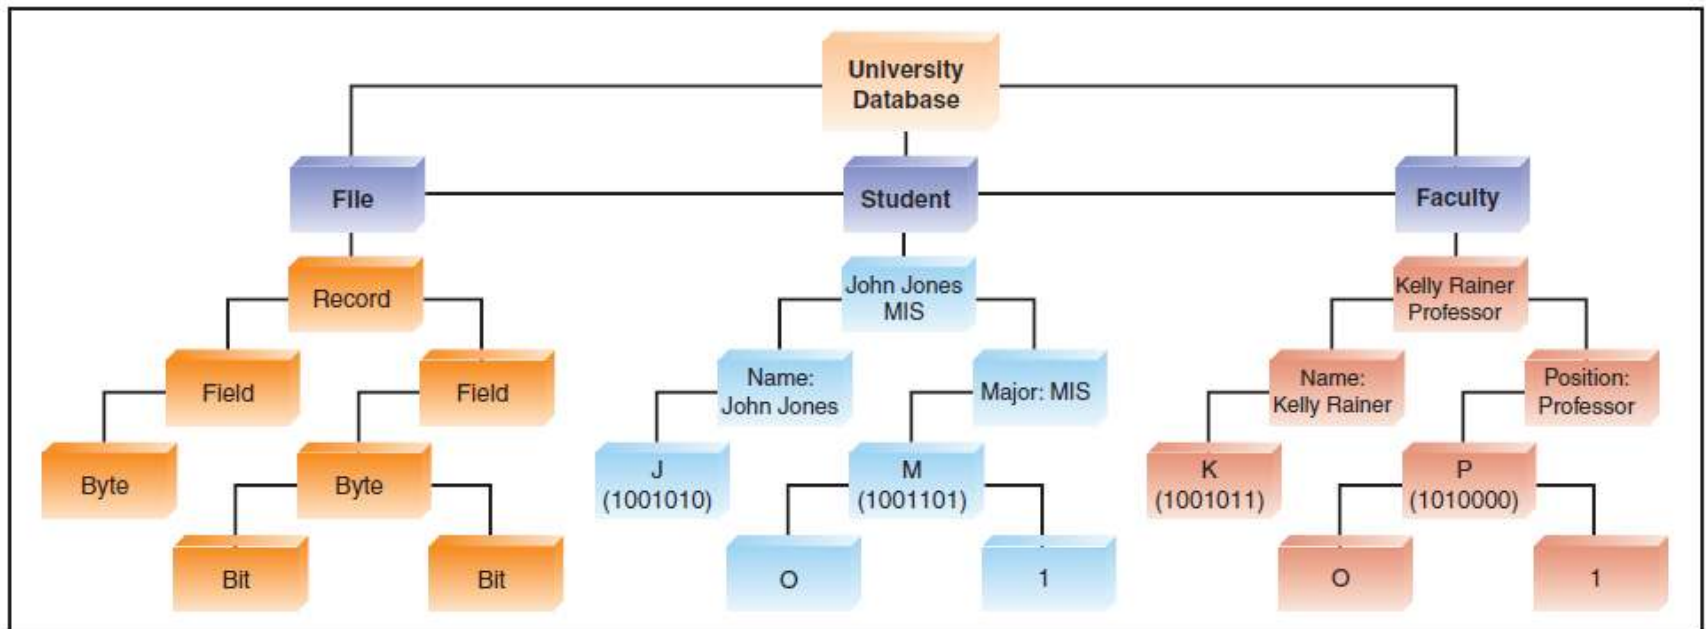 University
Database
File
Student
Faculty
Record
John Jones
MIS
Kelly Rainer
Professor
Field
Field
Name:
John Jones
Major: MIS
Name:
Kelly Rainer
Position:
Professor
Byte
Byte
J
(1001010)
M
(1001101)
K
(1001011)
P
(1010000)
Bit
Bit
O
1
O
1